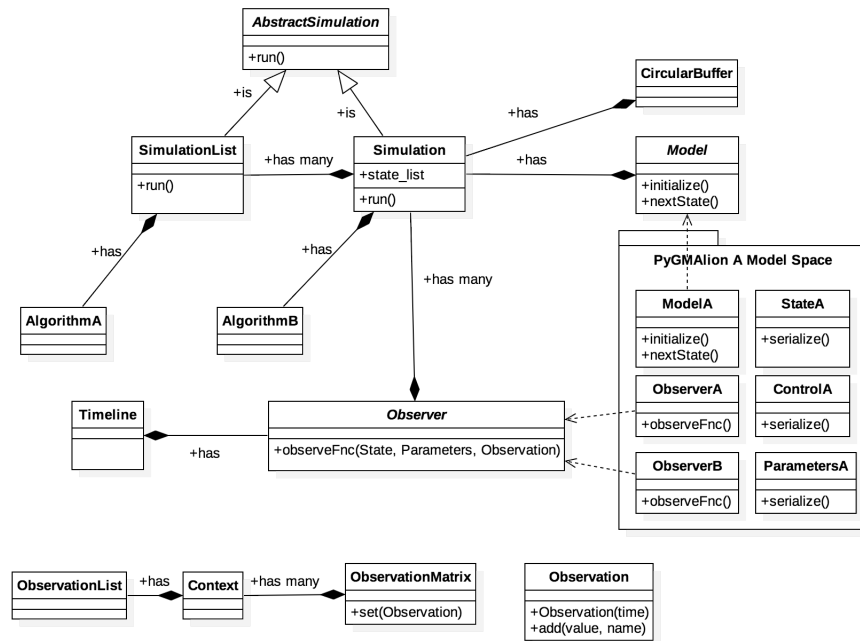 AbstractSimulation
+run()
+is
+is
CircularBuffer
+has
SimulationList
+run()
+has many
Simulation
+state_list
+run()
+has
Model
+initialize()
+nextState()
+has
+has
+has many
PyGMAlion A Model Space
AlgorithmA
AlgorithmB
ModelA
+initialize()
+nextState()
StateA
+serialize()
ObserverA
+observeFnc()
ControlA
+serialize()
Timeline
+has
Observer
+observeFnc(State, Parameters, Observation)
ObserverB
+observeFnc()
ParametersA
+serialize()
ObservationList
+has
Context
+has many
ObservationMatrix
+set(Observation)
Observation
+Observation(time)
+add(value, name)